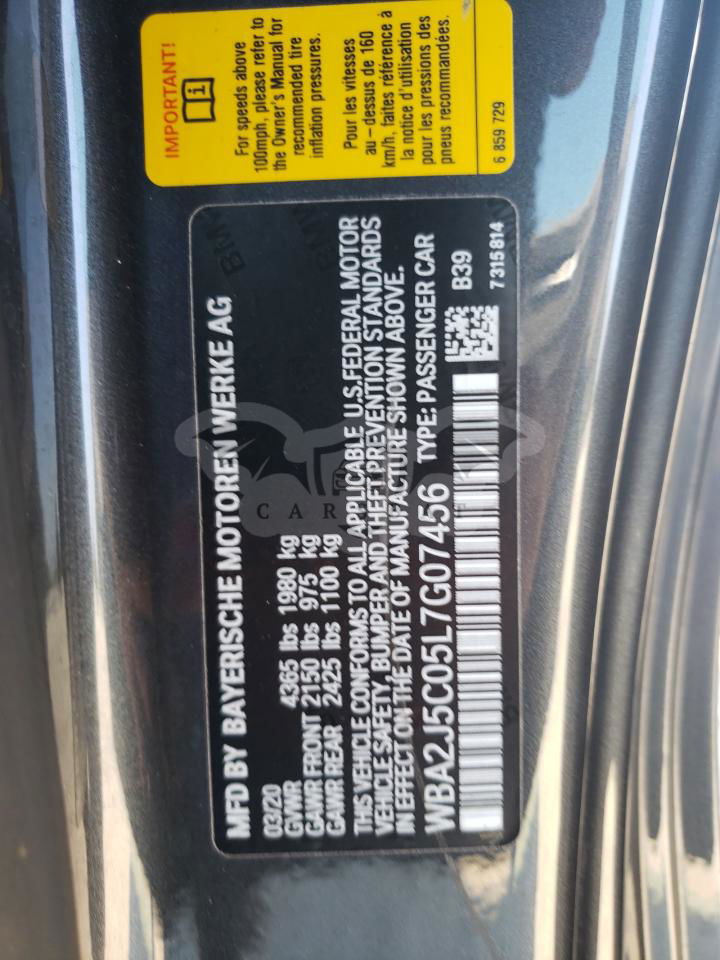 IMPORTANT!
For speeds above
100mph, please refer to
the Owner's Manual for
recommended tire
inflation pressures.
Pour les vitesses
au-dessus de 160
km/h, faites référence à
la notice d'utilisation
pour les pressions des
pneus recommandées.
6 859 729
MFD BY BAYERISCHE MOTOREN WERKE AG
03/20
GVWR 4365 lbs 1980 kg
GAWR FRONT 2150 lbs 975 kg
GAWR REAR 2425 lbs 1100 kg
THIS VEHICLE CONFORMS TO ALL APPLICABLE U.S. FEDERAL MOTOR
VEHICLE SAFETY, BUMPER AND THEFT PREVENTION STANDARDS
IN EFFECT ON THE DATE OF MANUFACTURE SHOWN ABOVE.
WBA2J5C05L7G07456 TYPE: PASSENGER CAR
B39
7315814
BMW
BMW